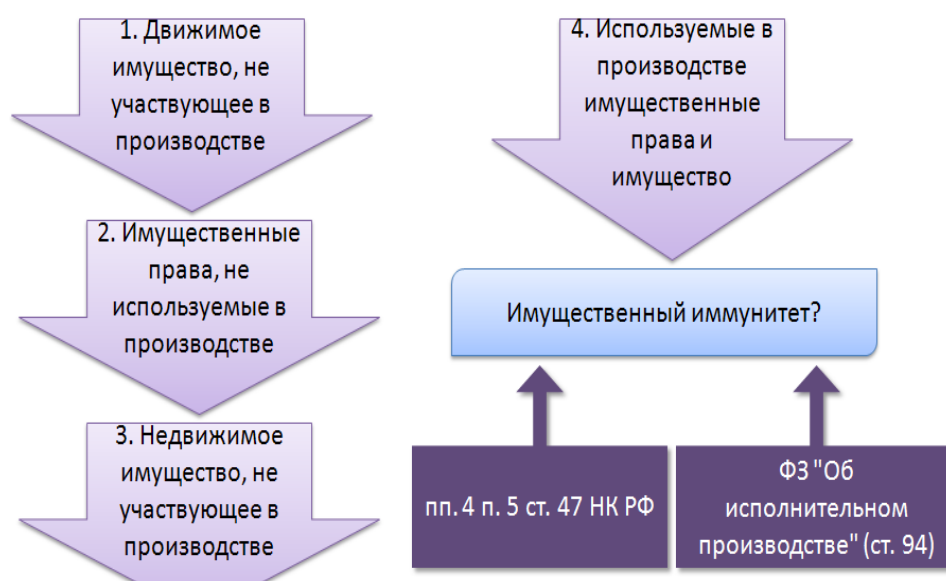 1. Движимое
имущество, не
участвующее в
производстве
2. Имущественные
права, не
используемые в
производстве
3. Недвижимое
имущество, не
участвующее в
производстве
4. Используемые в
производстве
имущественные
права и
имущество
Имущественный иммунитет?
пп. 4 п. 5 ст. 47 НК РФ
ФЗ "Об
исполнительном
производстве" (ст. 94)